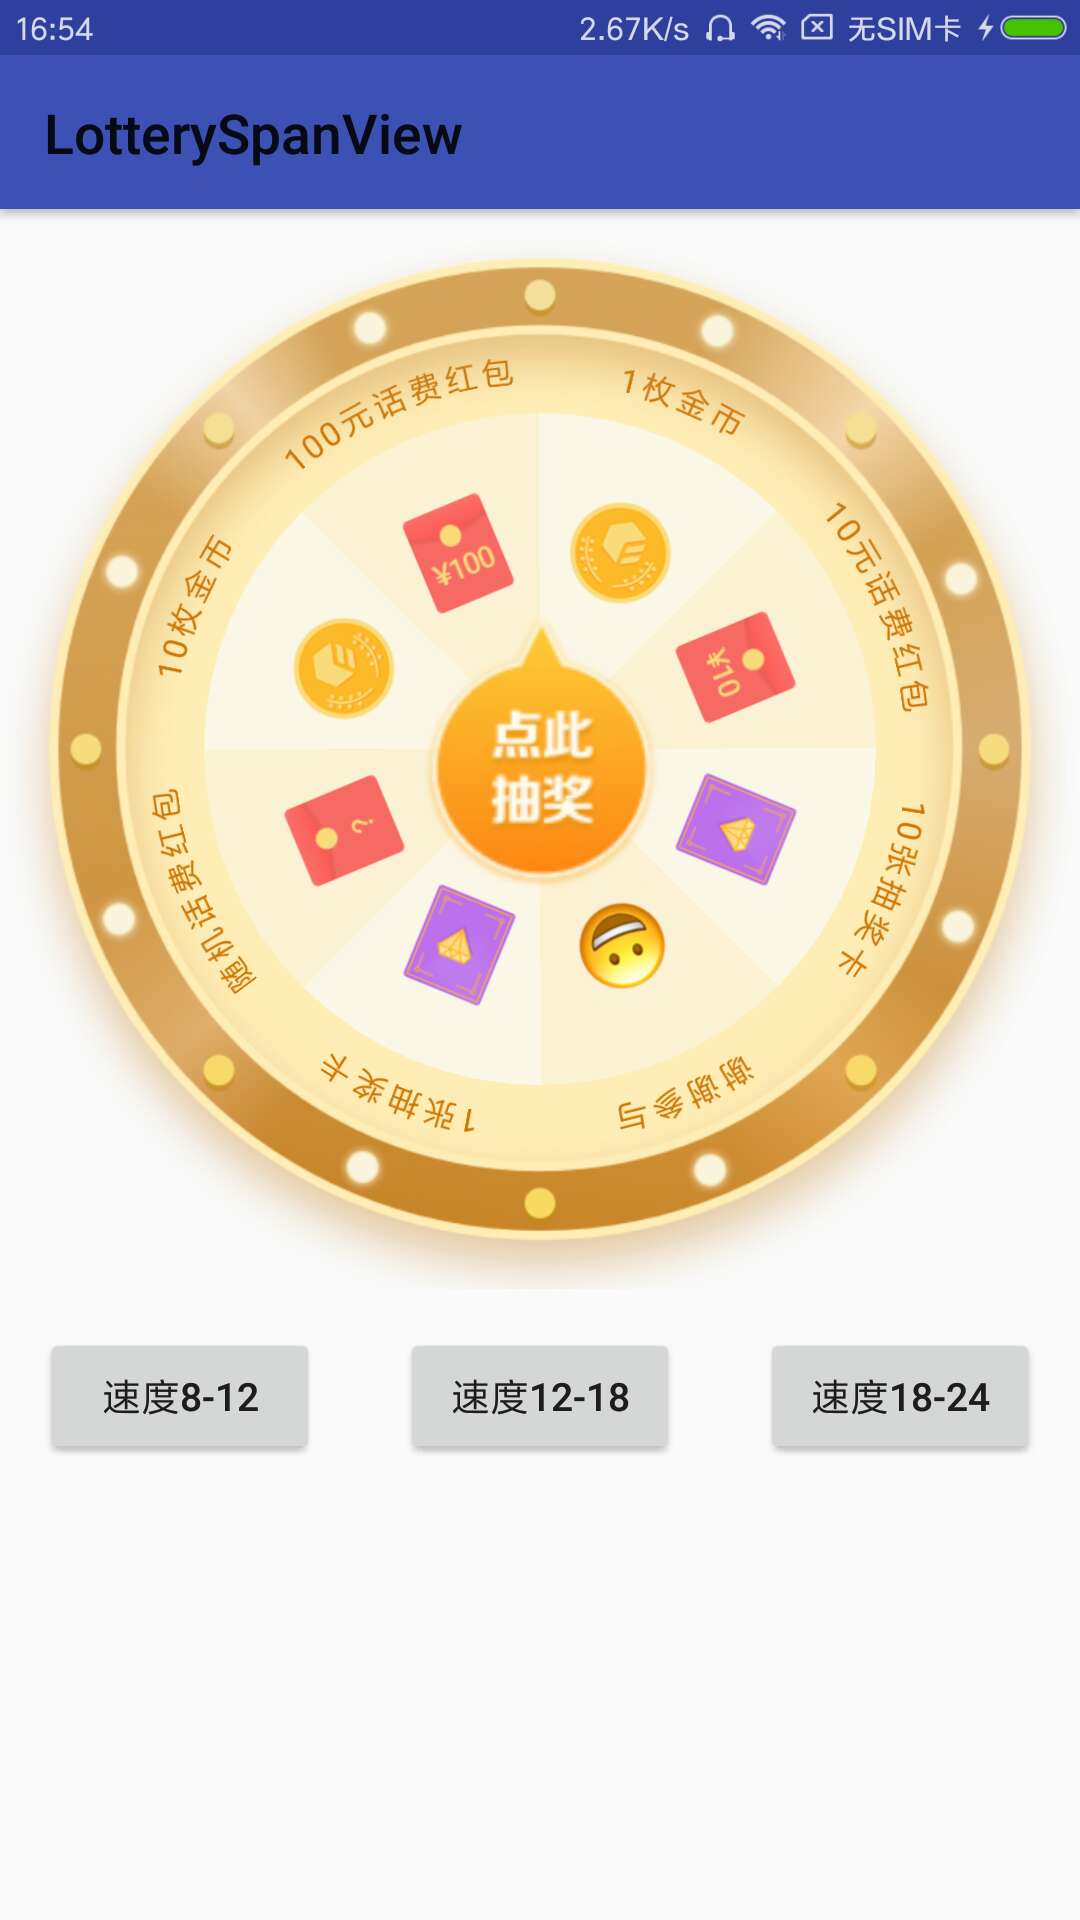 16:54
2.67K/s
无SIM卡
LotterySpanView
100元话费红包
1枚金币
10元话费红包
10张抽奖卡
谢谢参与
1张抽奖卡
随机话费红包
10枚金币
¥100
¥10
?
点此
抽奖
速度8-12
速度12-18
速度18-24